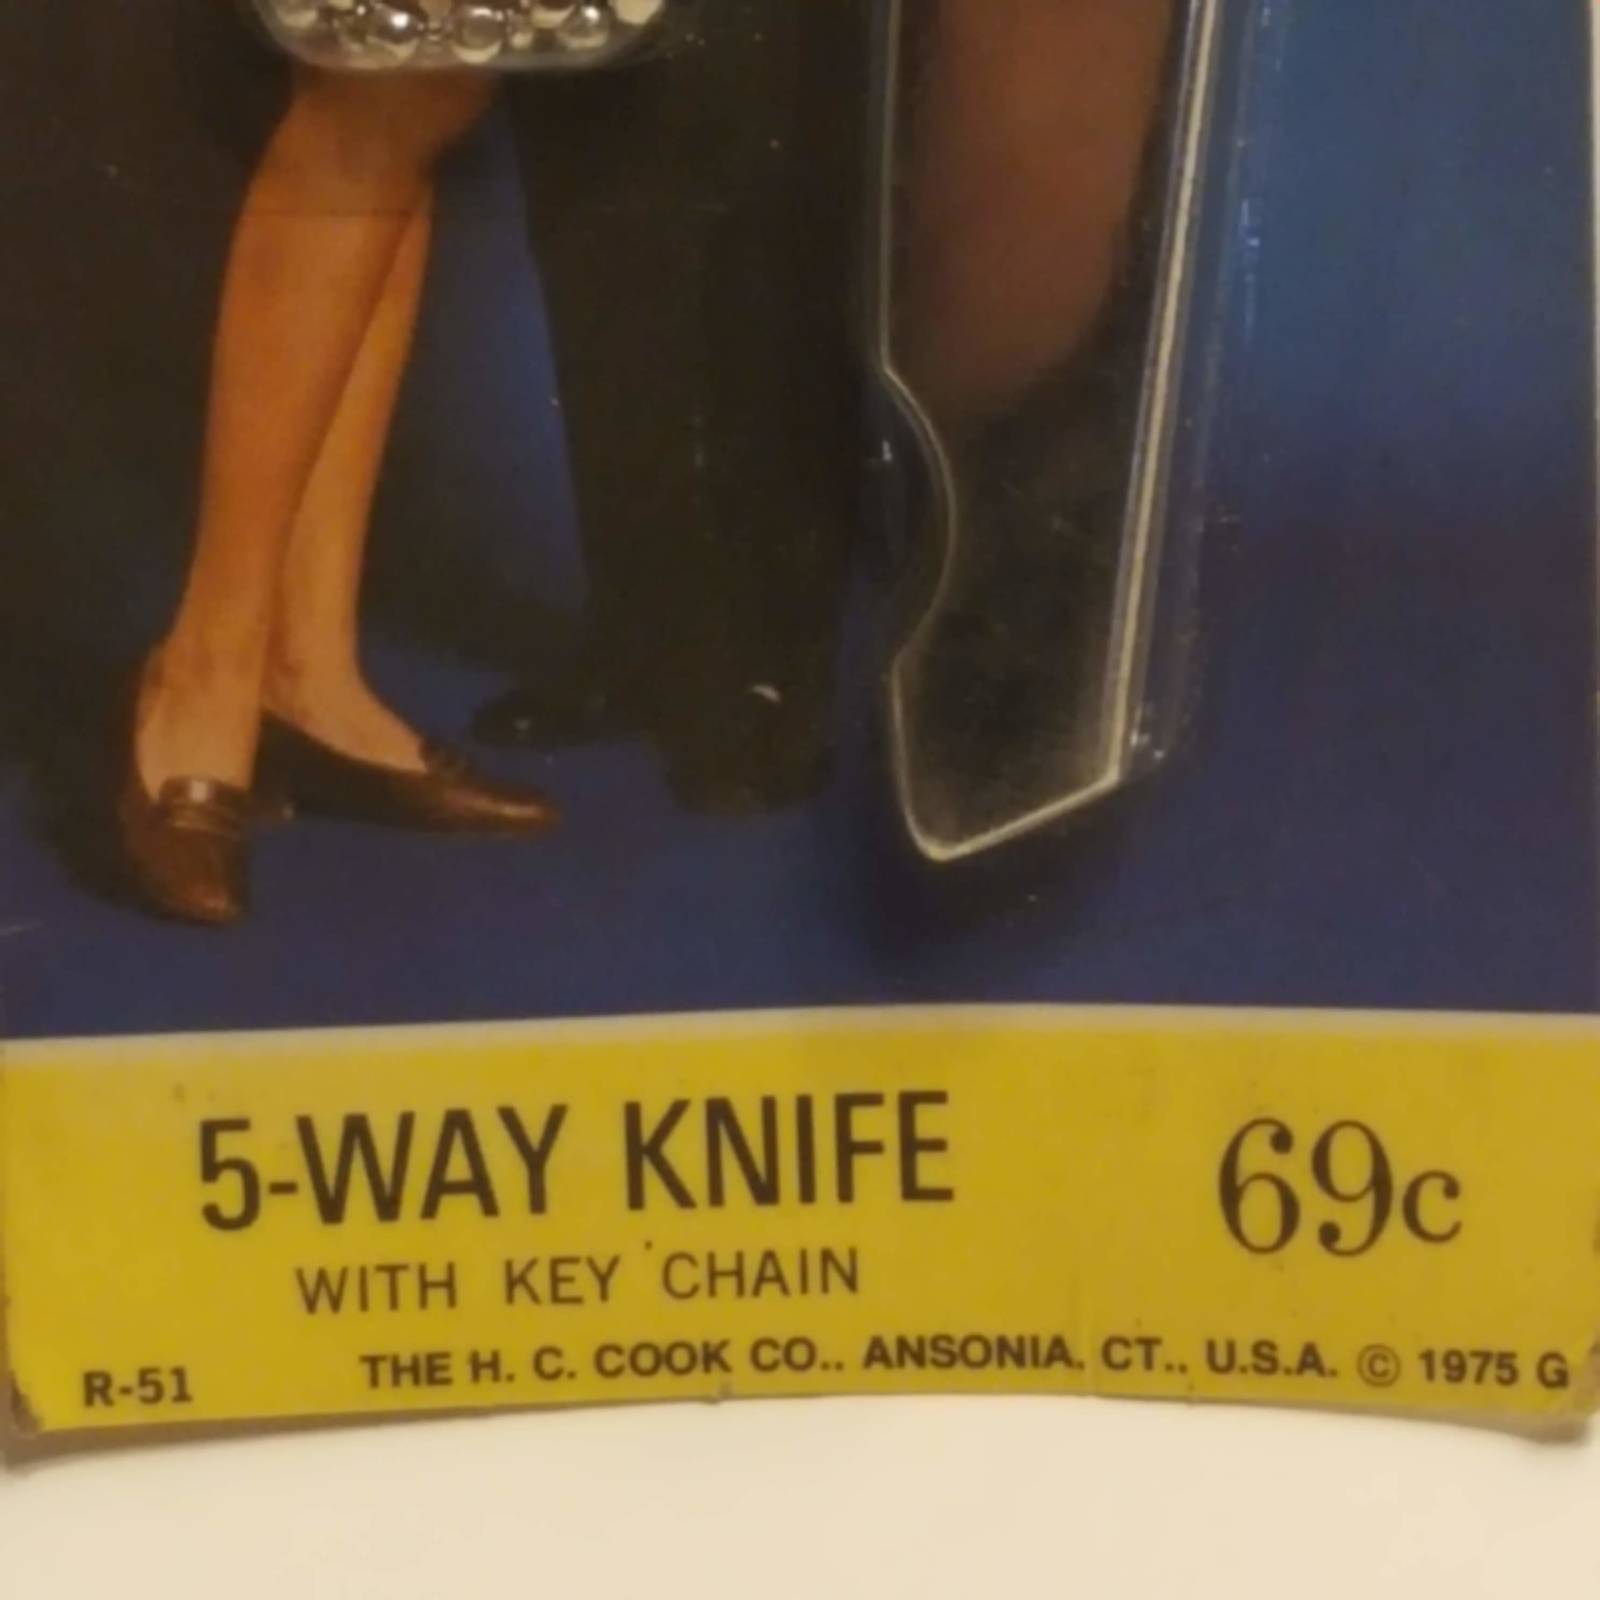 5-WAY KNIFE
69c
WITH KEY CHAIN
R-51 THE H. C. COOK CO.. ANSONIA. CT.. U.S.A. © 1975 G